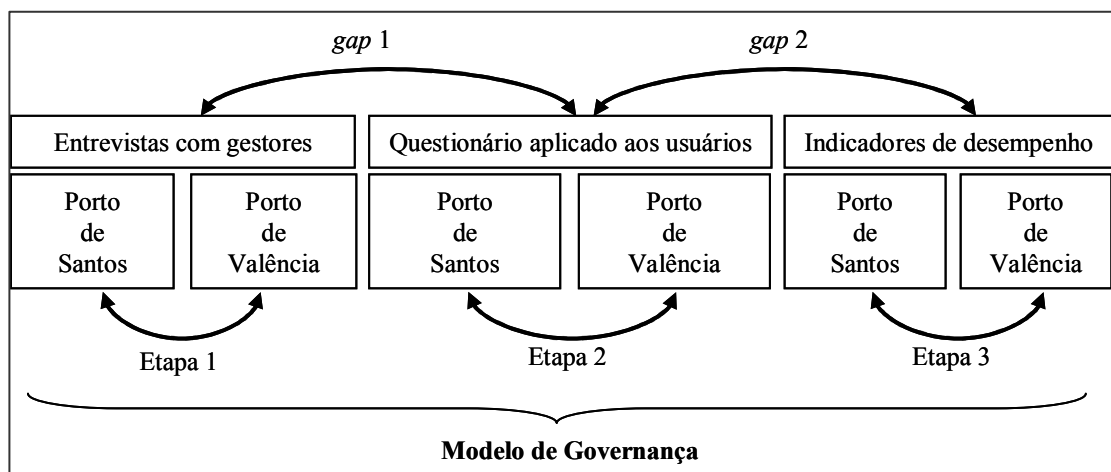 gap 1
gap 2
Entrevistas com gestores
Questionário aplicado aos usuários
Indicadores de desempenho
Porto
de
Santos
Porto
de
Valência
Porto
de
Santos
Porto
de
Valência
Porto
de
Santos
Porto
de
Valência
Etapa 1
Etapa 2
Etapa 3
Modelo de Governança